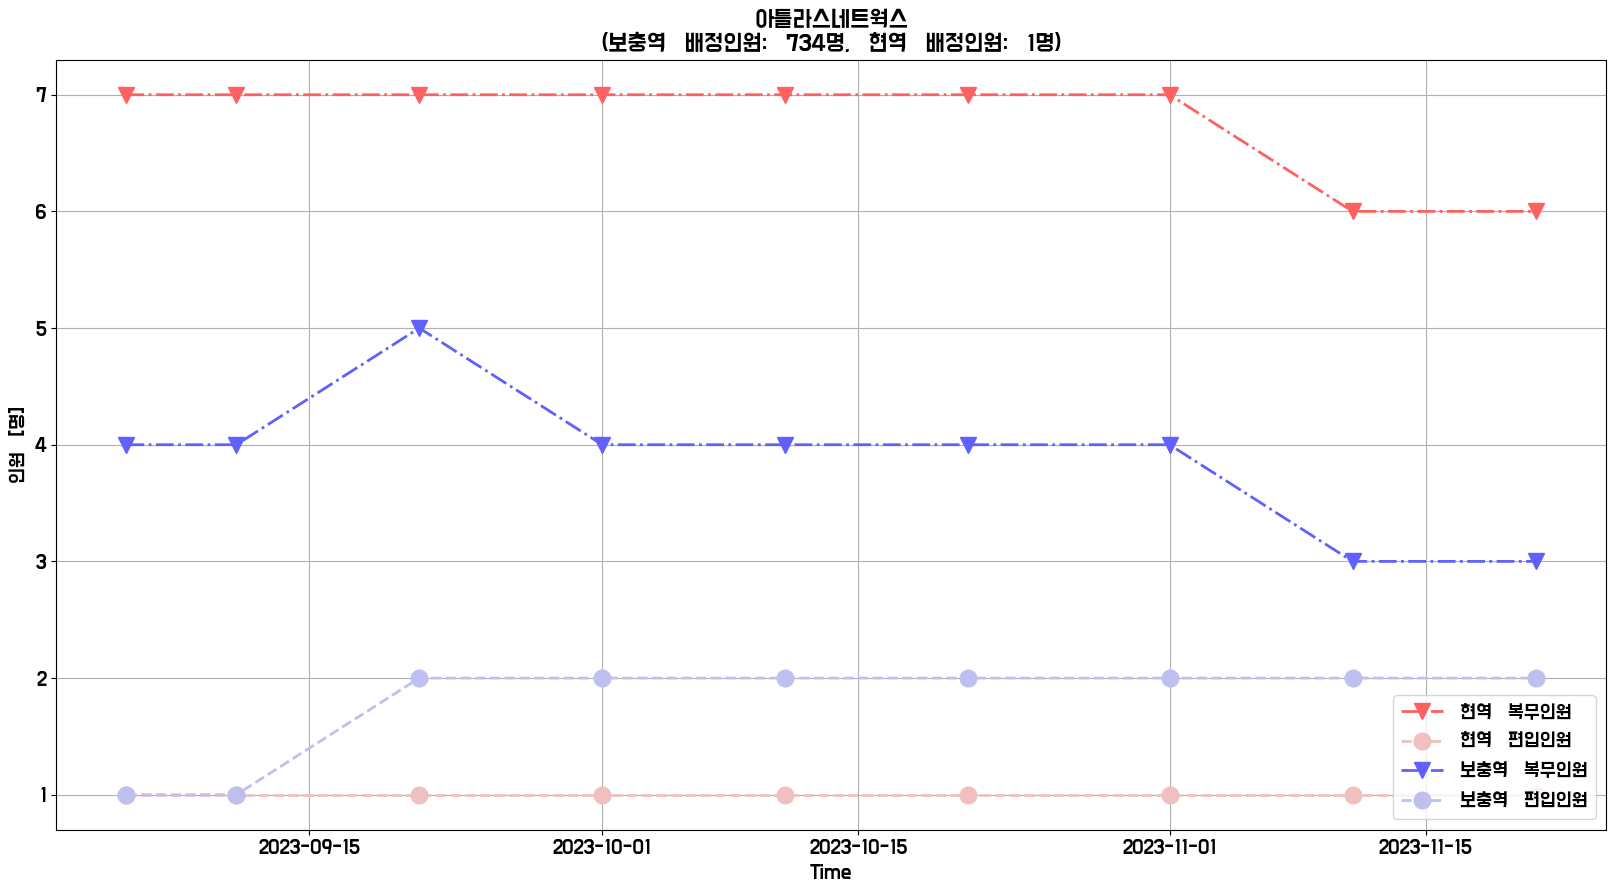 아틀라스네트웍스
(보충역 배정인원: 734명, 현역 배정인원: 1명)
7
6
5
4
3
2
1
인원 [명]
2023-09-15
2023-10-01
2023-10-15
2023-11-01
2023-11-15
Time
현역 복무인원
현역 편입인원
보충역 복무인원
보충역 편입인원